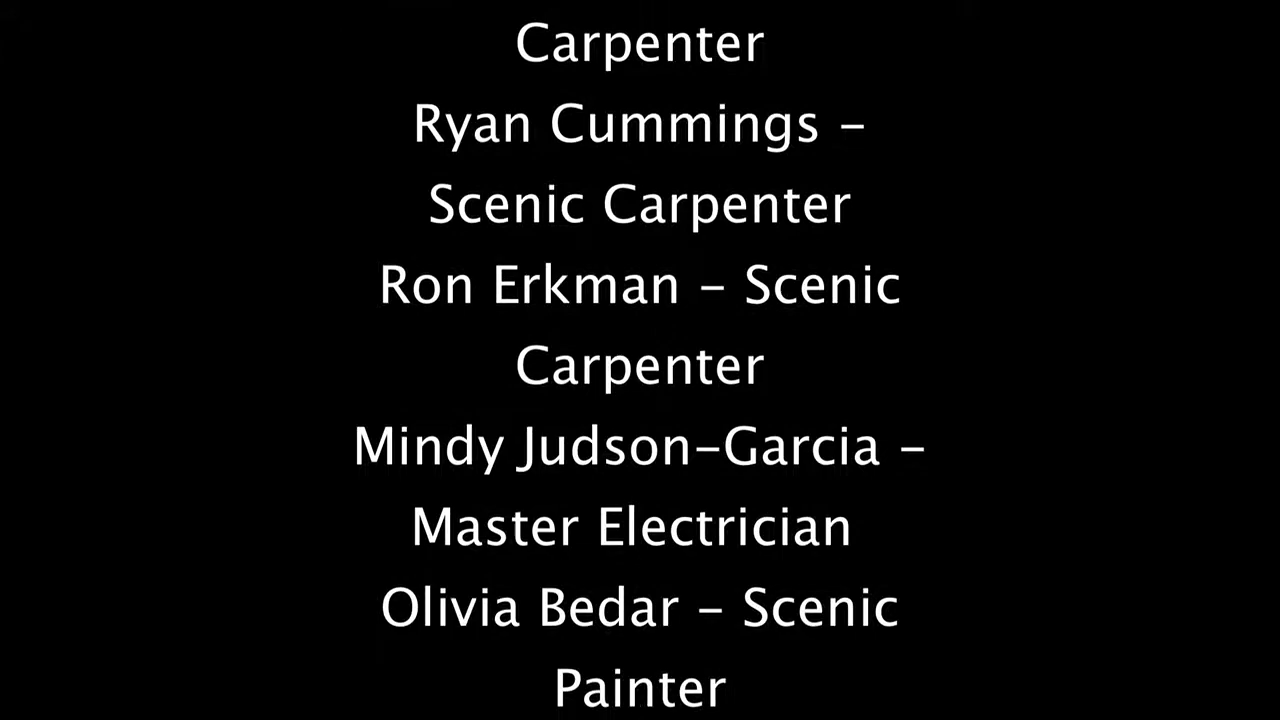 Carpenter
Ryan Cummings -
Scenic Carpenter
Ron Erkman - Scenic
Carpenter
Mindy Judson-Garcia -
Master Electrician
Olivia Bedar - Scenic
Painter